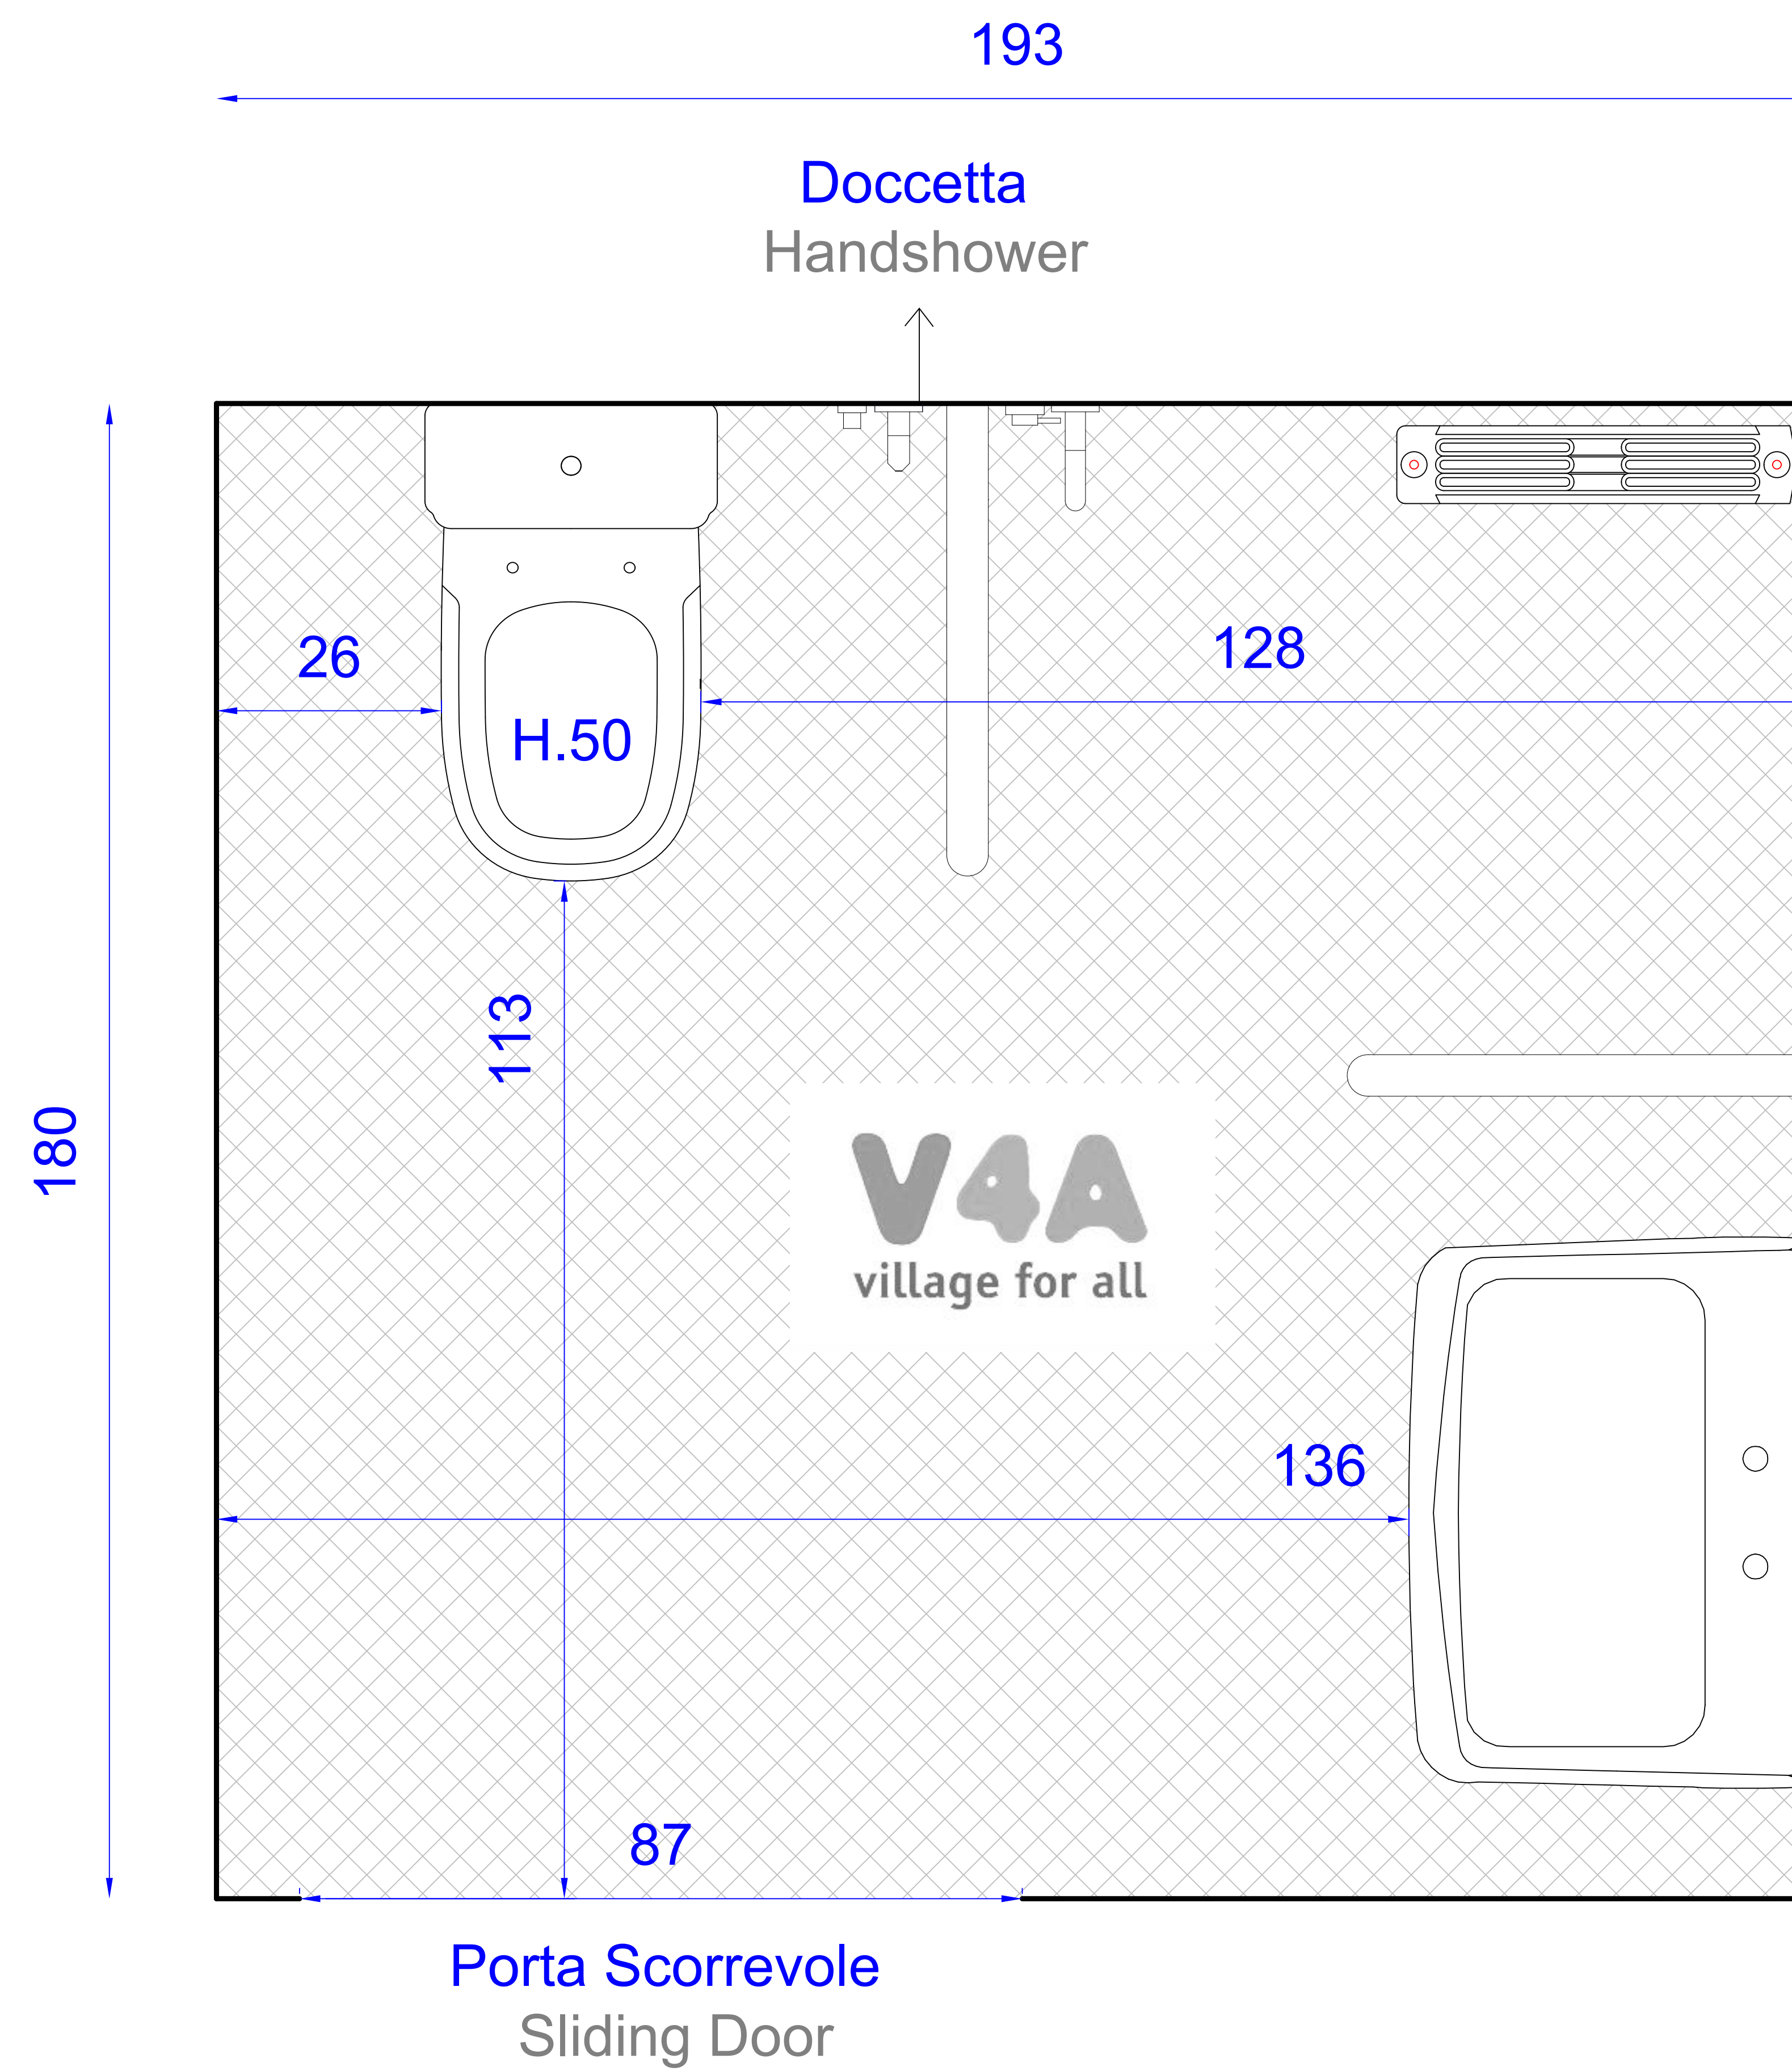 193
Doccetta
Handshower
26
128
H.50
113
180
V4A
village for all
136
87
Porta Scorrevole
Sliding Door